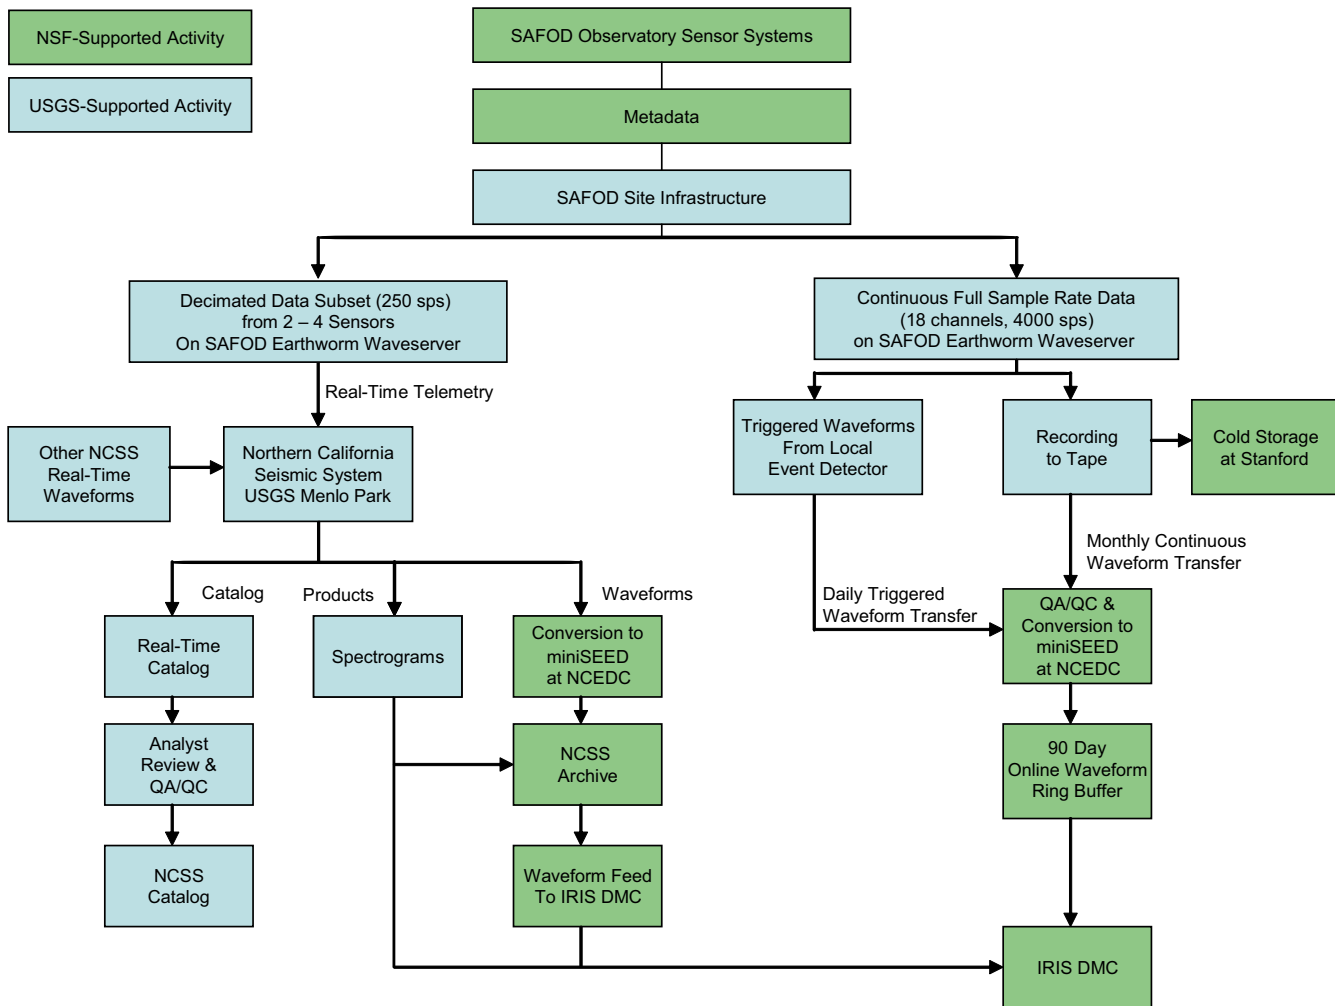 NSF-Supported Activity
USGS-Supported Activity
SAFOD Observatory Sensor Systems
Metadata
SAFOD Site Infrastructure
Decimated Data Subset (250 sps)
from 2 – 4 Sensors
On SAFOD Earthworm Waveserver
Continuous Full Sample Rate Data
(18 channels, 4000 sps)
on SAFOD Earthworm Waveserver
Real-Time Telemetry
Other NCSS
Real-Time
Waveforms
Northern California
Seismic System
USGS Menlo Park
Triggered Waveforms
From Local
Event Detector
Recording
to Tape
Cold Storage
at Stanford
Monthly Continuous
Waveform Transfer
Daily Triggered
Waveform Transfer
Catalog
Products
Waveforms
Real-Time
Catalog
Spectrograms
Conversion to
miniSEED
at NCEDC
QA/QC &
Conversion to
miniSEED
at NCEDC
Analyst
Review &
QA/QC
NCSS
Archive
90 Day
Online Waveform
Ring Buffer
NCSS
Catalog
Waveform Feed
To IRIS DMC
IRIS DMC